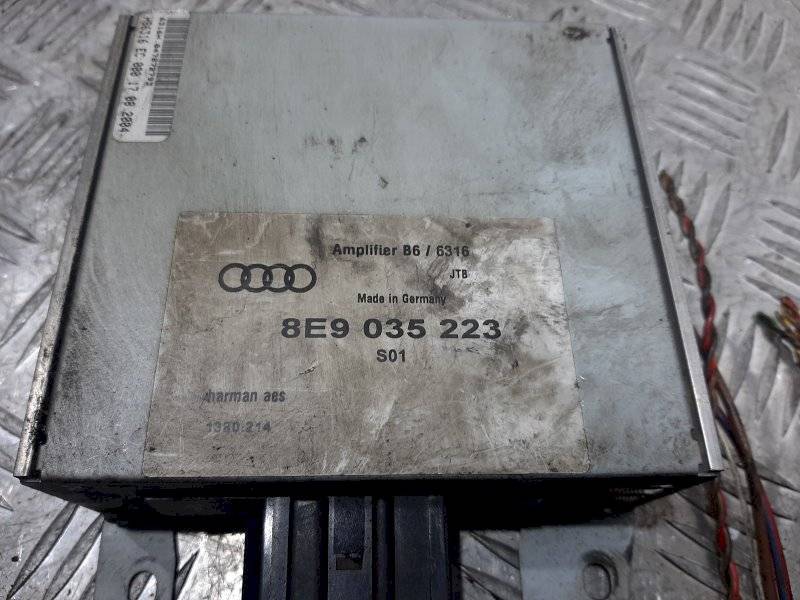 Amplifier B6 / 6316
JTB
Made in Germany
8E9 035 223
S01
harman aes
1380.214